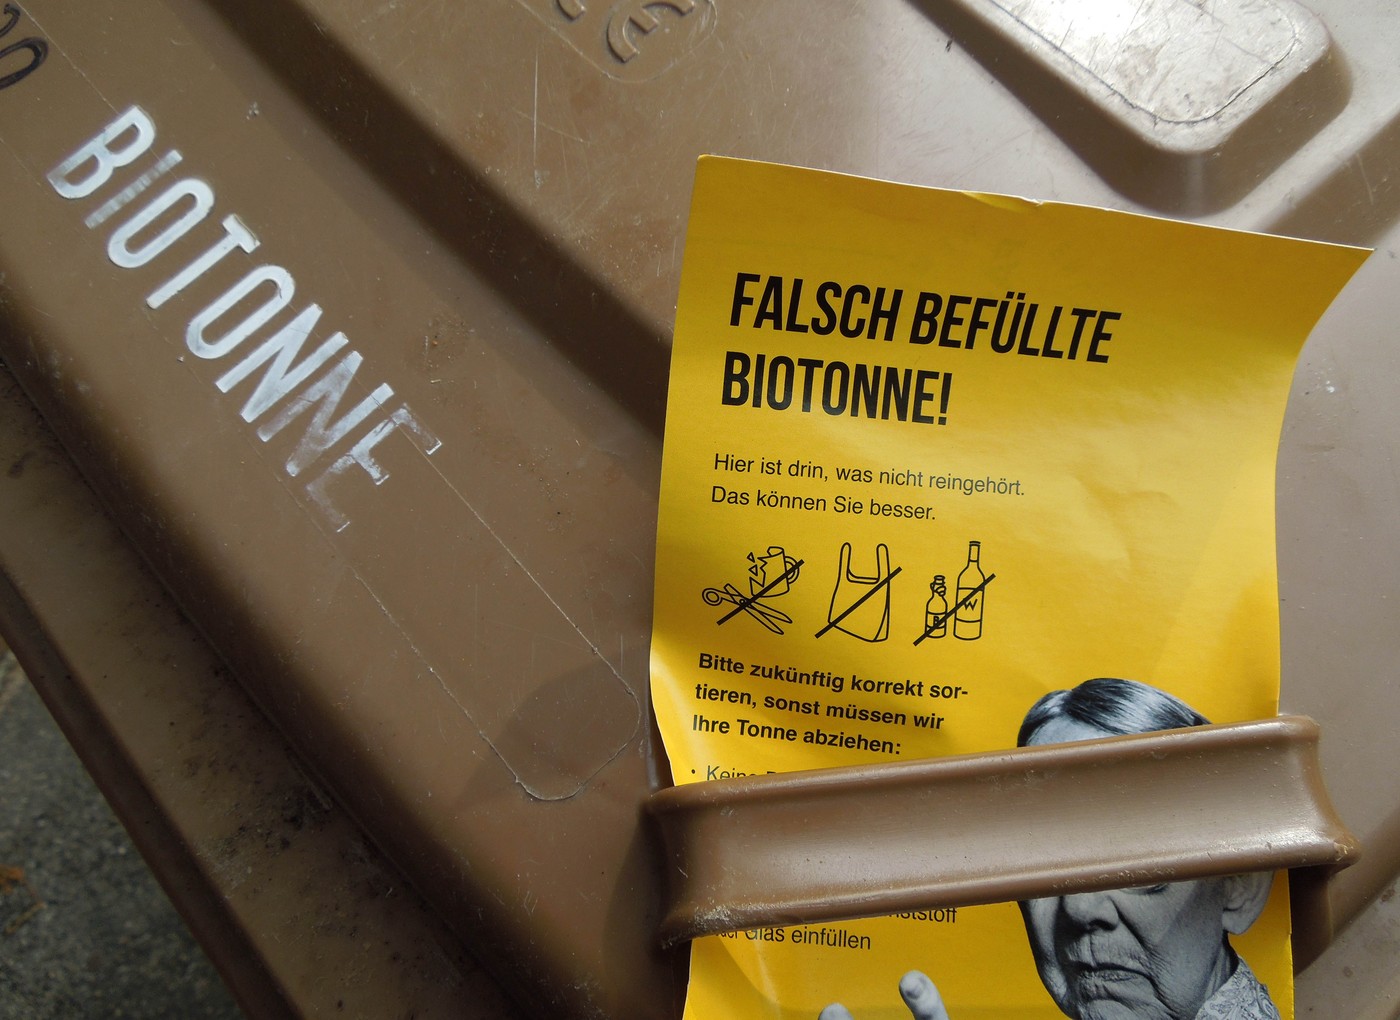 BIOTONNE
FALSCH BEFÜLLTE
BIOTONNE!
Hier ist drin, was nicht reingehört.
Das können Sie besser.
B
W
Bitte zukünftig korrekt sor-
tieren, sonst müssen wir
Ihre Tonne abziehen:
• Keine
Glas einfüllen